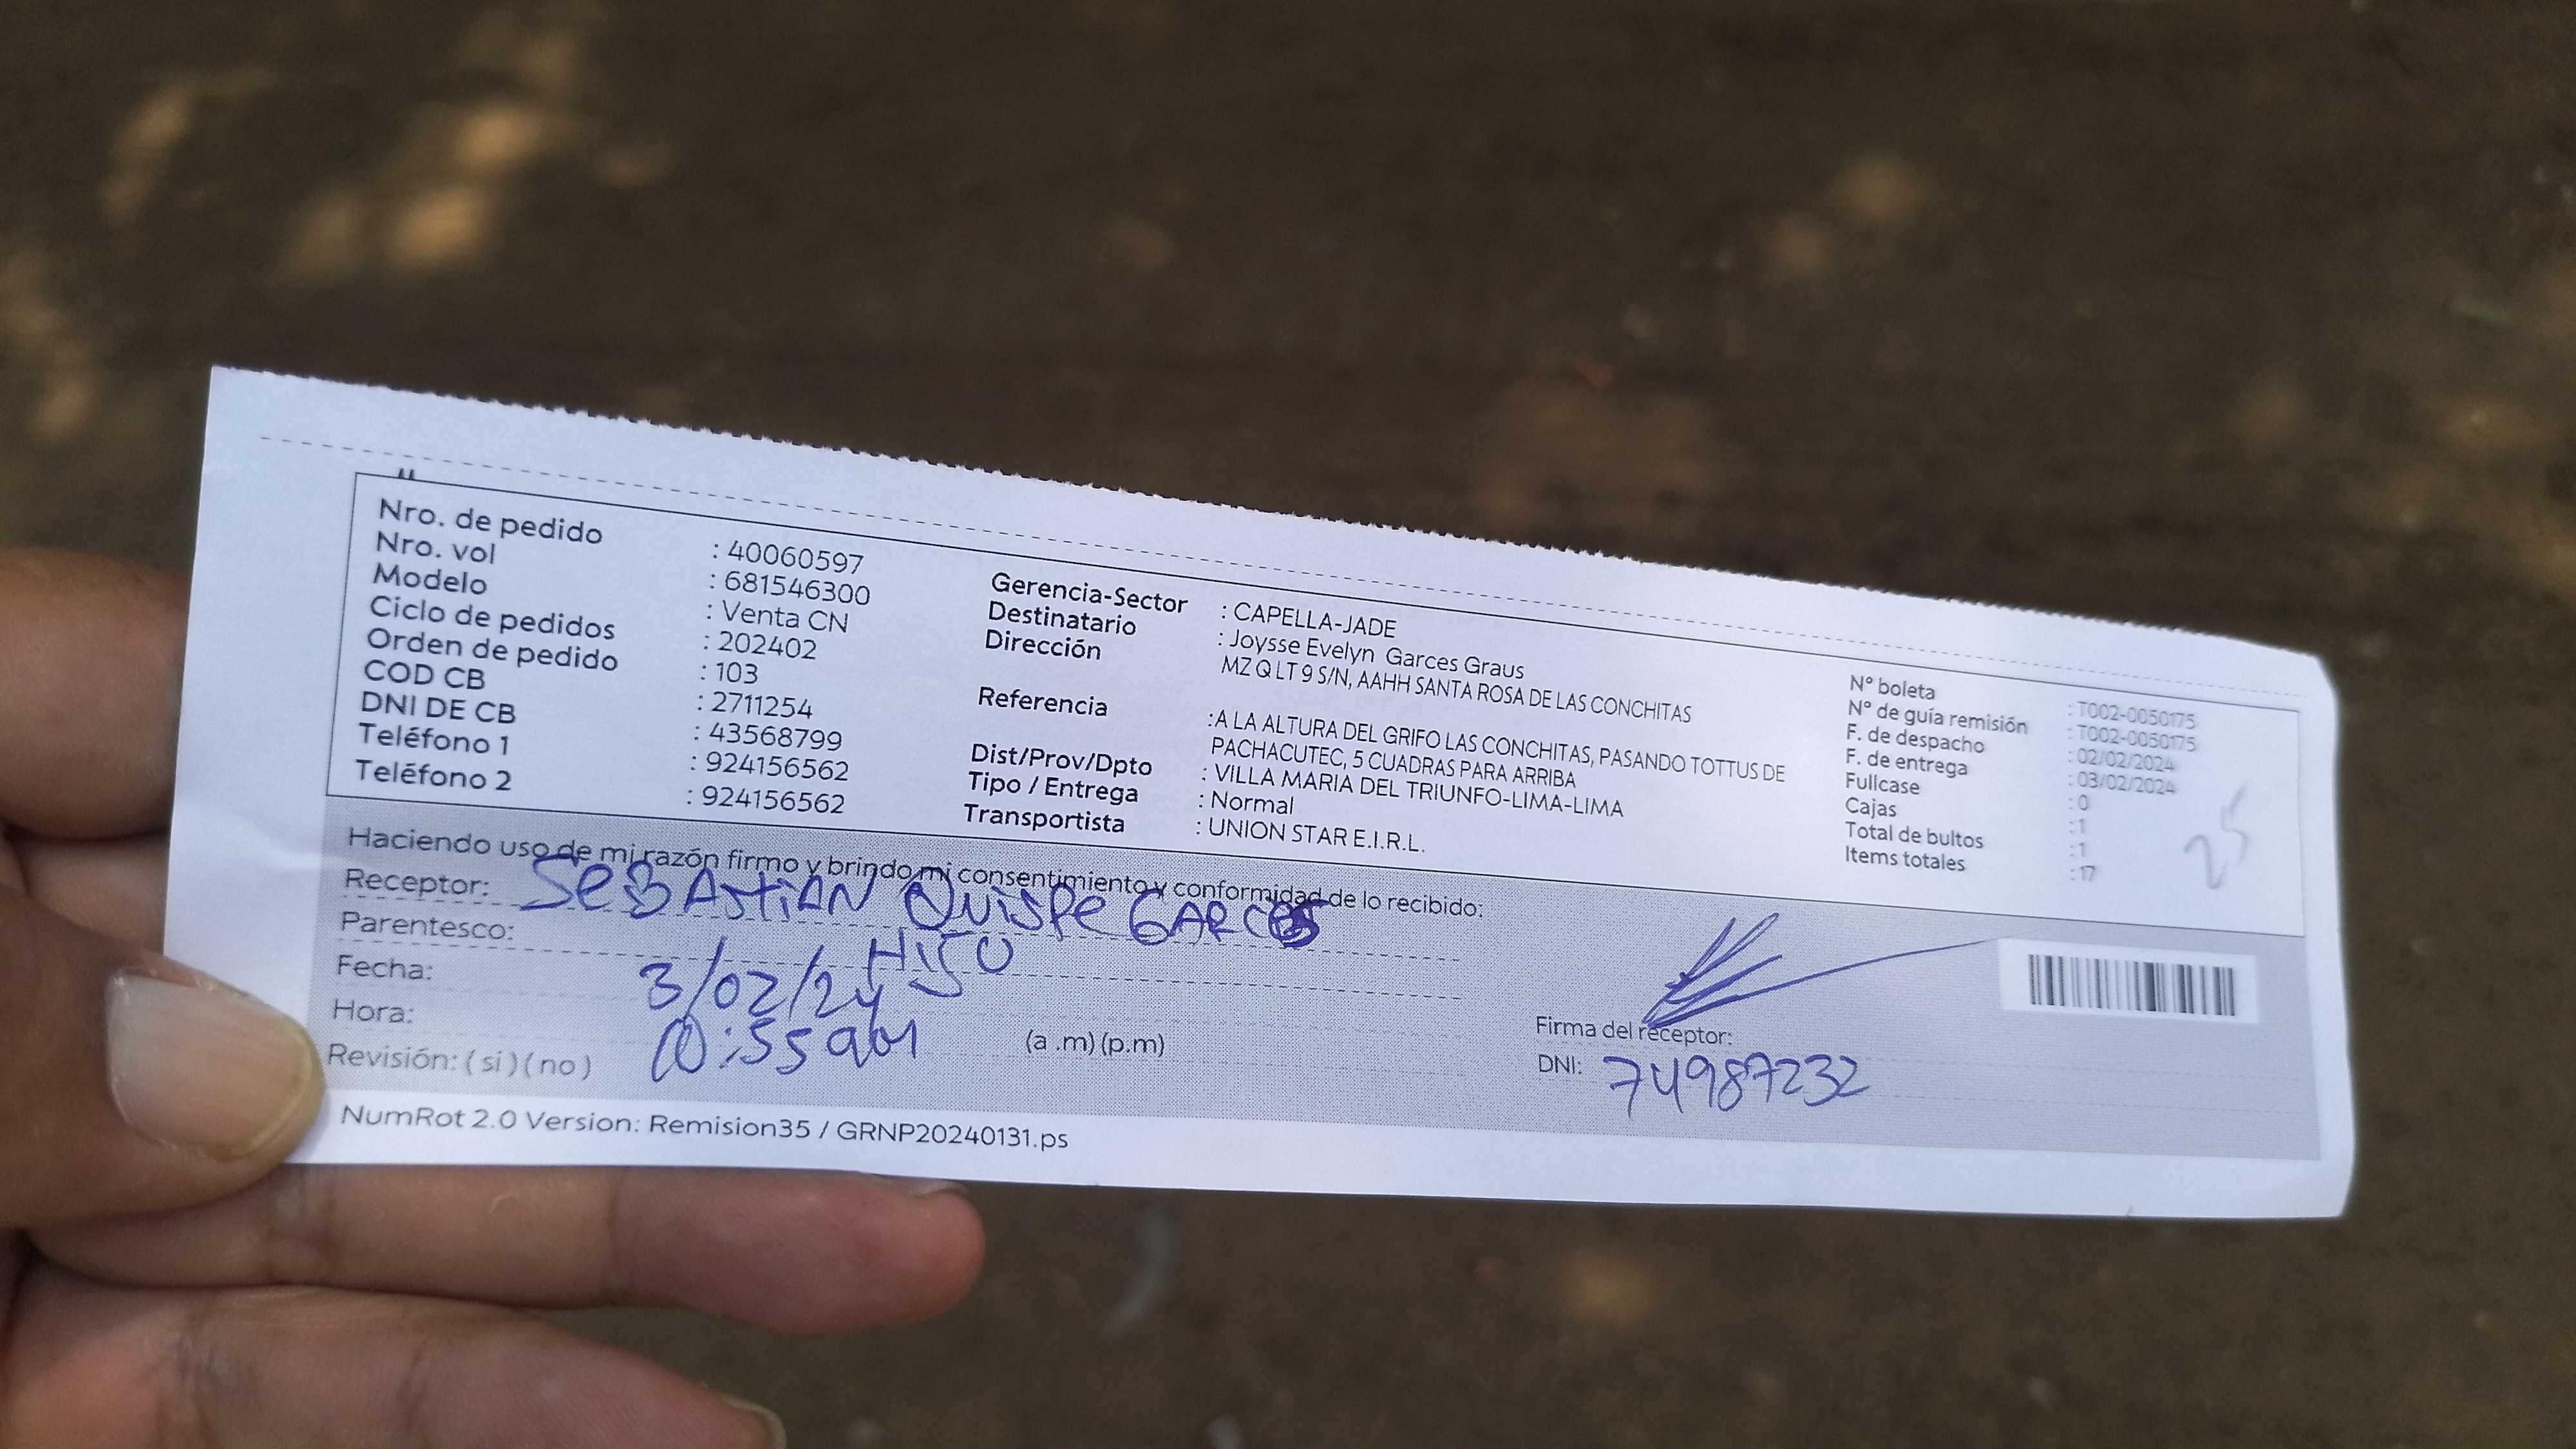 Nro. de pedido : 40060597
Nro. vol : 681546300
Modelo : Venta CN
Ciclo de pedidos : 202402
Orden de pedido : 103
COD CB : 2711254
DNI DE CB : 43568799
Teléfono 1 : 924156562
Teléfono 2 : 924156562
Gerencia-Sector : CAPELLA-JADE
Destinatario : Joysse Evelyn Garces Graus
Dirección MZ Q LT 9 S/N, AAHH SANTA ROSA DE LAS CONCHITAS
Referencia :A LA ALTURA DEL GRIFO LAS CONCHITAS, PASANDO TOTTUS DE
PACHACUTEC, 5 CUADRAS PARA ARRIBA
Dist/Prov/Dpto : VILLA MARIA DEL TRIUNFO-LIMA-LIMA
Tipo / Entrega : Normal
Transportista : UNION STAR E.I.R.L.
N° boleta : T002-0050175
N° de guía remisión : T002-0050175
F. de despacho : 02/02/2024
F. de entrega : 03/02/2024
Fullcase : 0
Cajas : 1
Total de bultos : 1
Items totales : 17
25
Haciendo uso de mi razón firmo y brindo mi consentimiento y conformidad de lo recibido:
Receptor: SEBASTIAN QUISPE GARCES
Parentesco: HIJO
Fecha: 3/02/24
Hora: 10:55 am (a .m) (p.m)
Revisión: ( si ) ( no )
Firma del receptor:
DNI: 74987232
NumRot 2.0 Version: Remision35 / GRNP20240131.ps